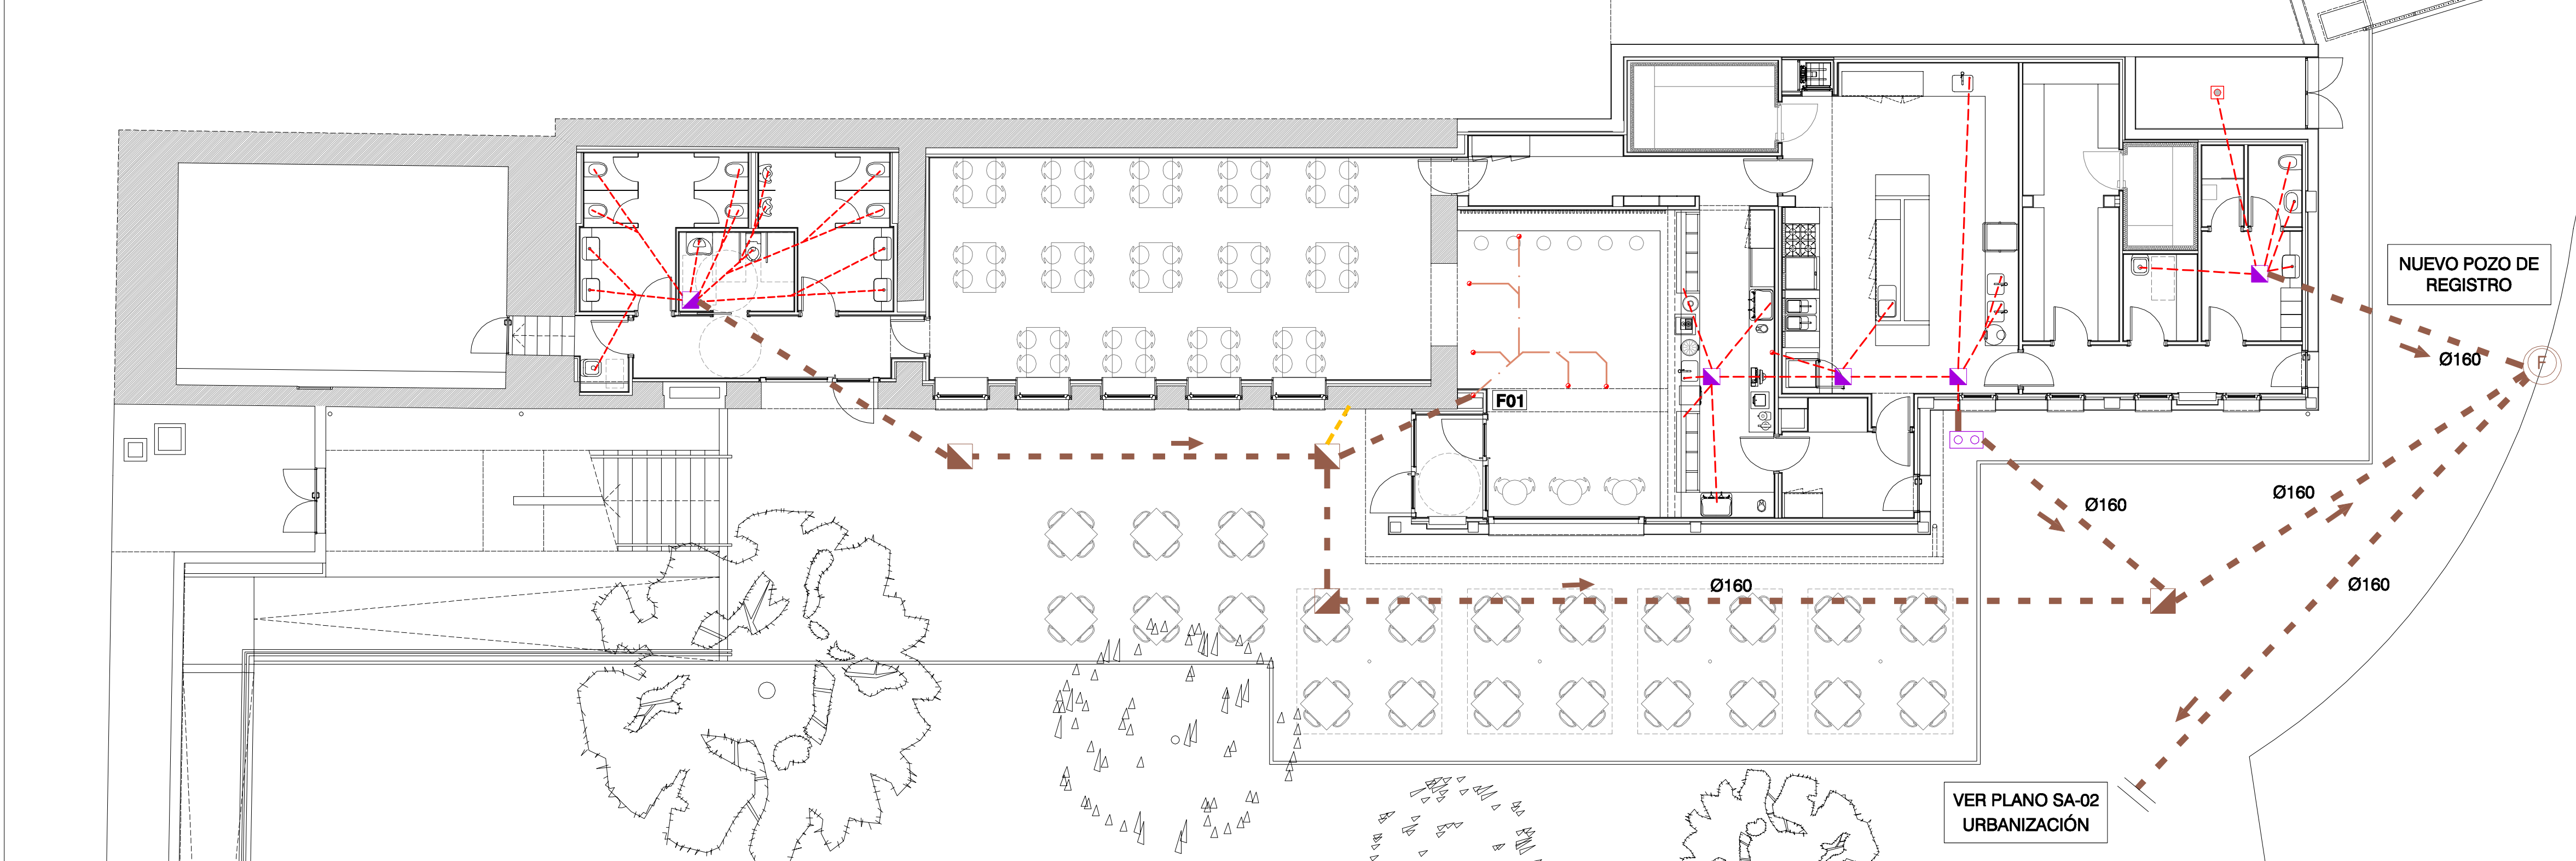 NUEVO POZO DE
REGISTRO
Ø160
F
F01
Ø160
Ø160
Ø160
Ø160
VER PLANO SA-02
URBANIZACIÓN